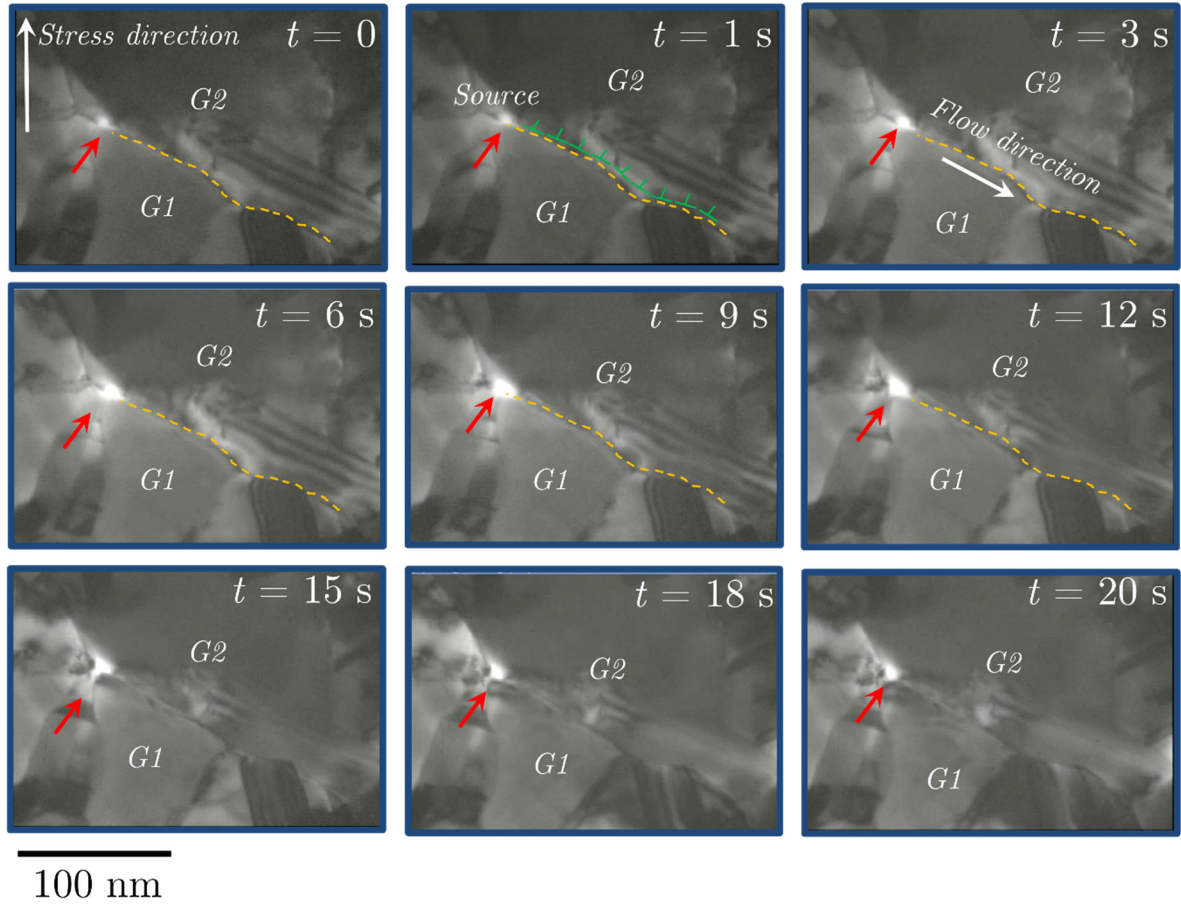 Stress direction
t = 0
G2
G1
t = 1 s
G2
Source
G1
t = 3 s
G2
Flow direction
G1
t = 6 s
G2
G1
t = 9 s
G2
G1
t = 12 s
G2
G1
t = 15 s
G2
G1
t = 18 s
G2
G1
t = 20 s
G2
G1
100 nm